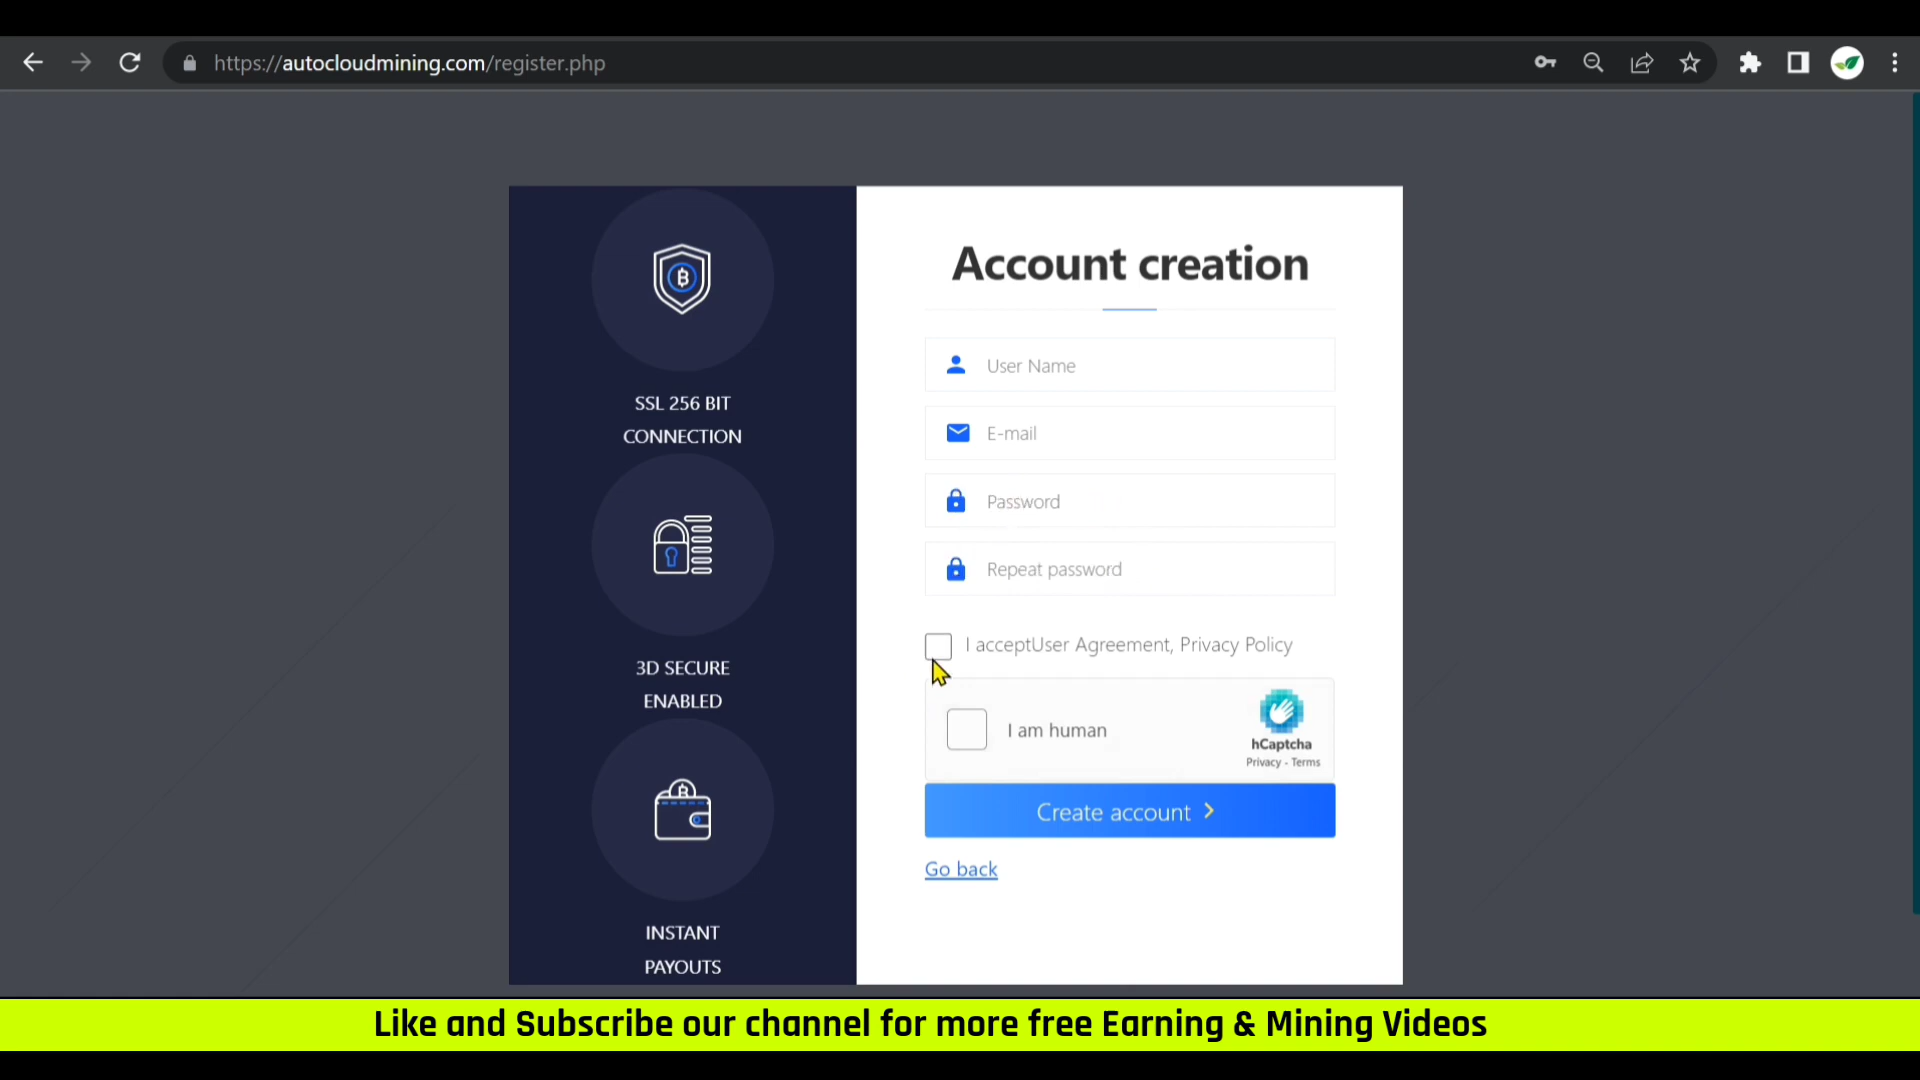 https://autocloudmining.com/register.php
SSL 256 BIT
CONNECTION
3D SECURE
ENABLED
INSTANT
PAYOUTS
Account creation
User Name
E-mail
Password
Repeat password
I acceptUser Agreement, Privacy Policy
I am human
hCaptcha
Privacy - Terms
Create account
Go back
Like and Subscribe our channel for more free Earning & Mining Videos